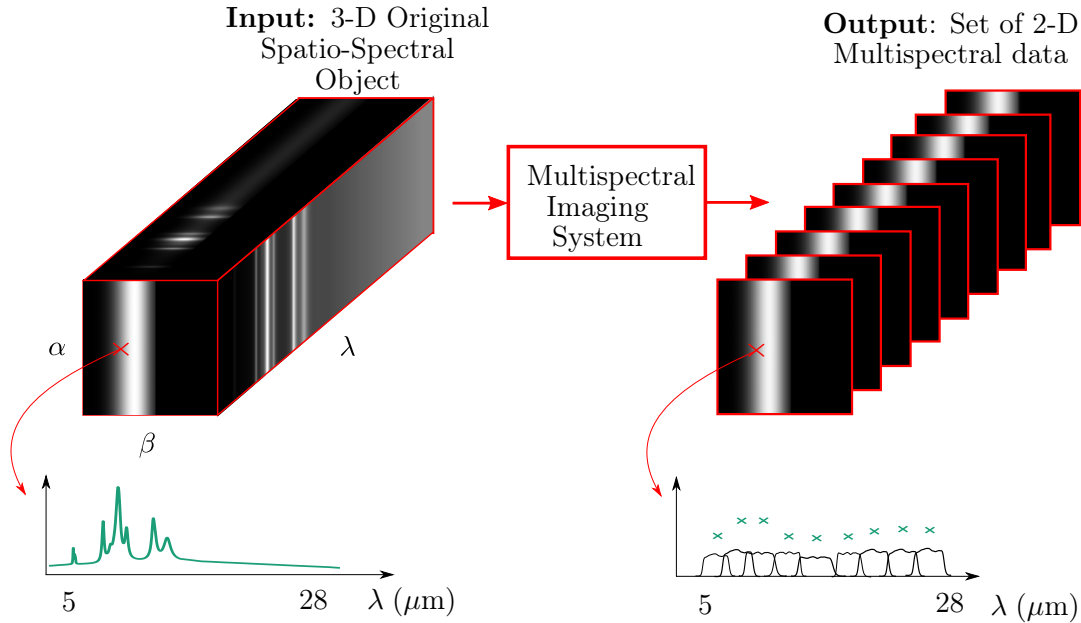 Input: 3-D Original
Spatio-Spectral
Object
Output: Set of 2-D
Multispectral data
Multispectral
Imaging
System
α
λ
β
5
28
λ (μm)
5
28
λ (μm)